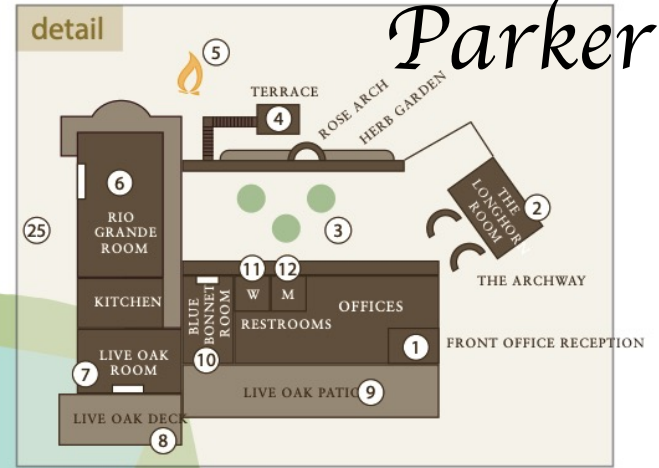 Parker
detail
5
TERRACE
4
ROSE ARCH
HERB GARDEN
6
RIO
GRANDE
ROOM
25
3
THE
LONGHOR
ROOM
2
THE ARCHWAY
11
12
W
M
KITCHEN
BLUE
BONNET
ROOM
10
RESTROOMS
OFFICES
1
FRONT OFFICE RECEPTION
LIVE OAK
ROOM
7
LIVE OAK PATIO
9
LIVE OAK DECK
8